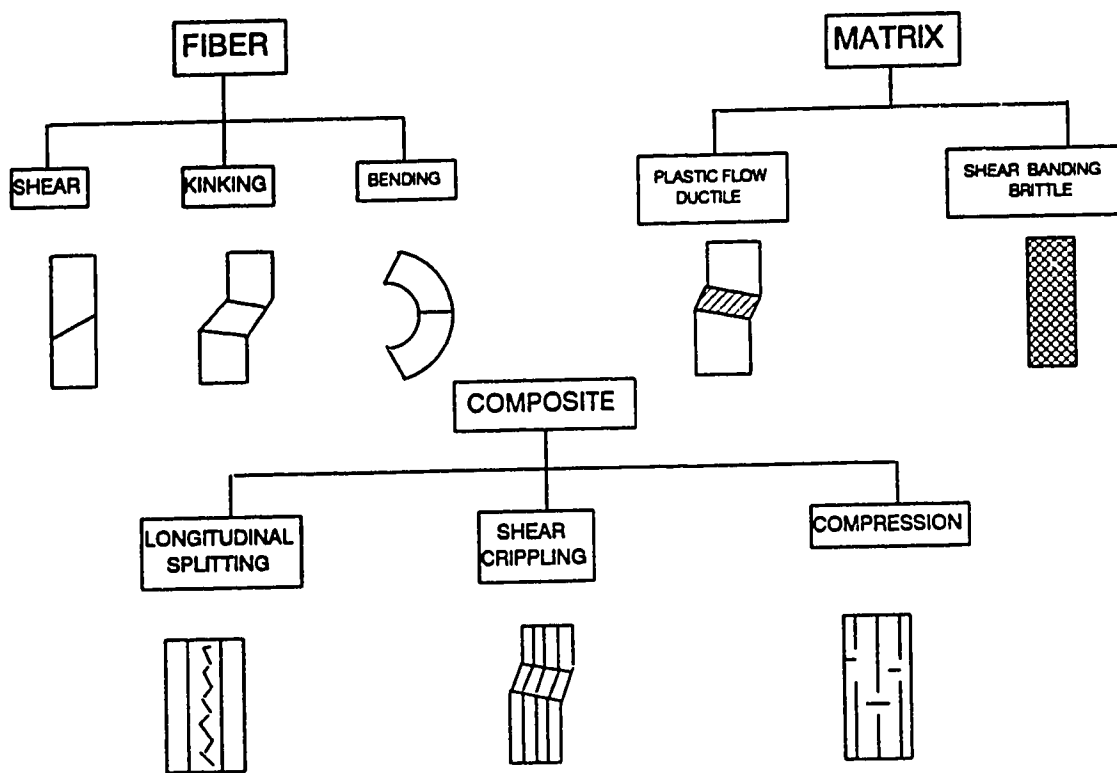 FIBER
SHEAR
KINKING
BENDING
MATRIX
PLASTIC FLOW
DUCTILE
SHEAR BANDING
BRITTLE
COMPOSITE
LONGITUDINAL
SPLITTING
SHEAR
CRIPPLING
COMPRESSION